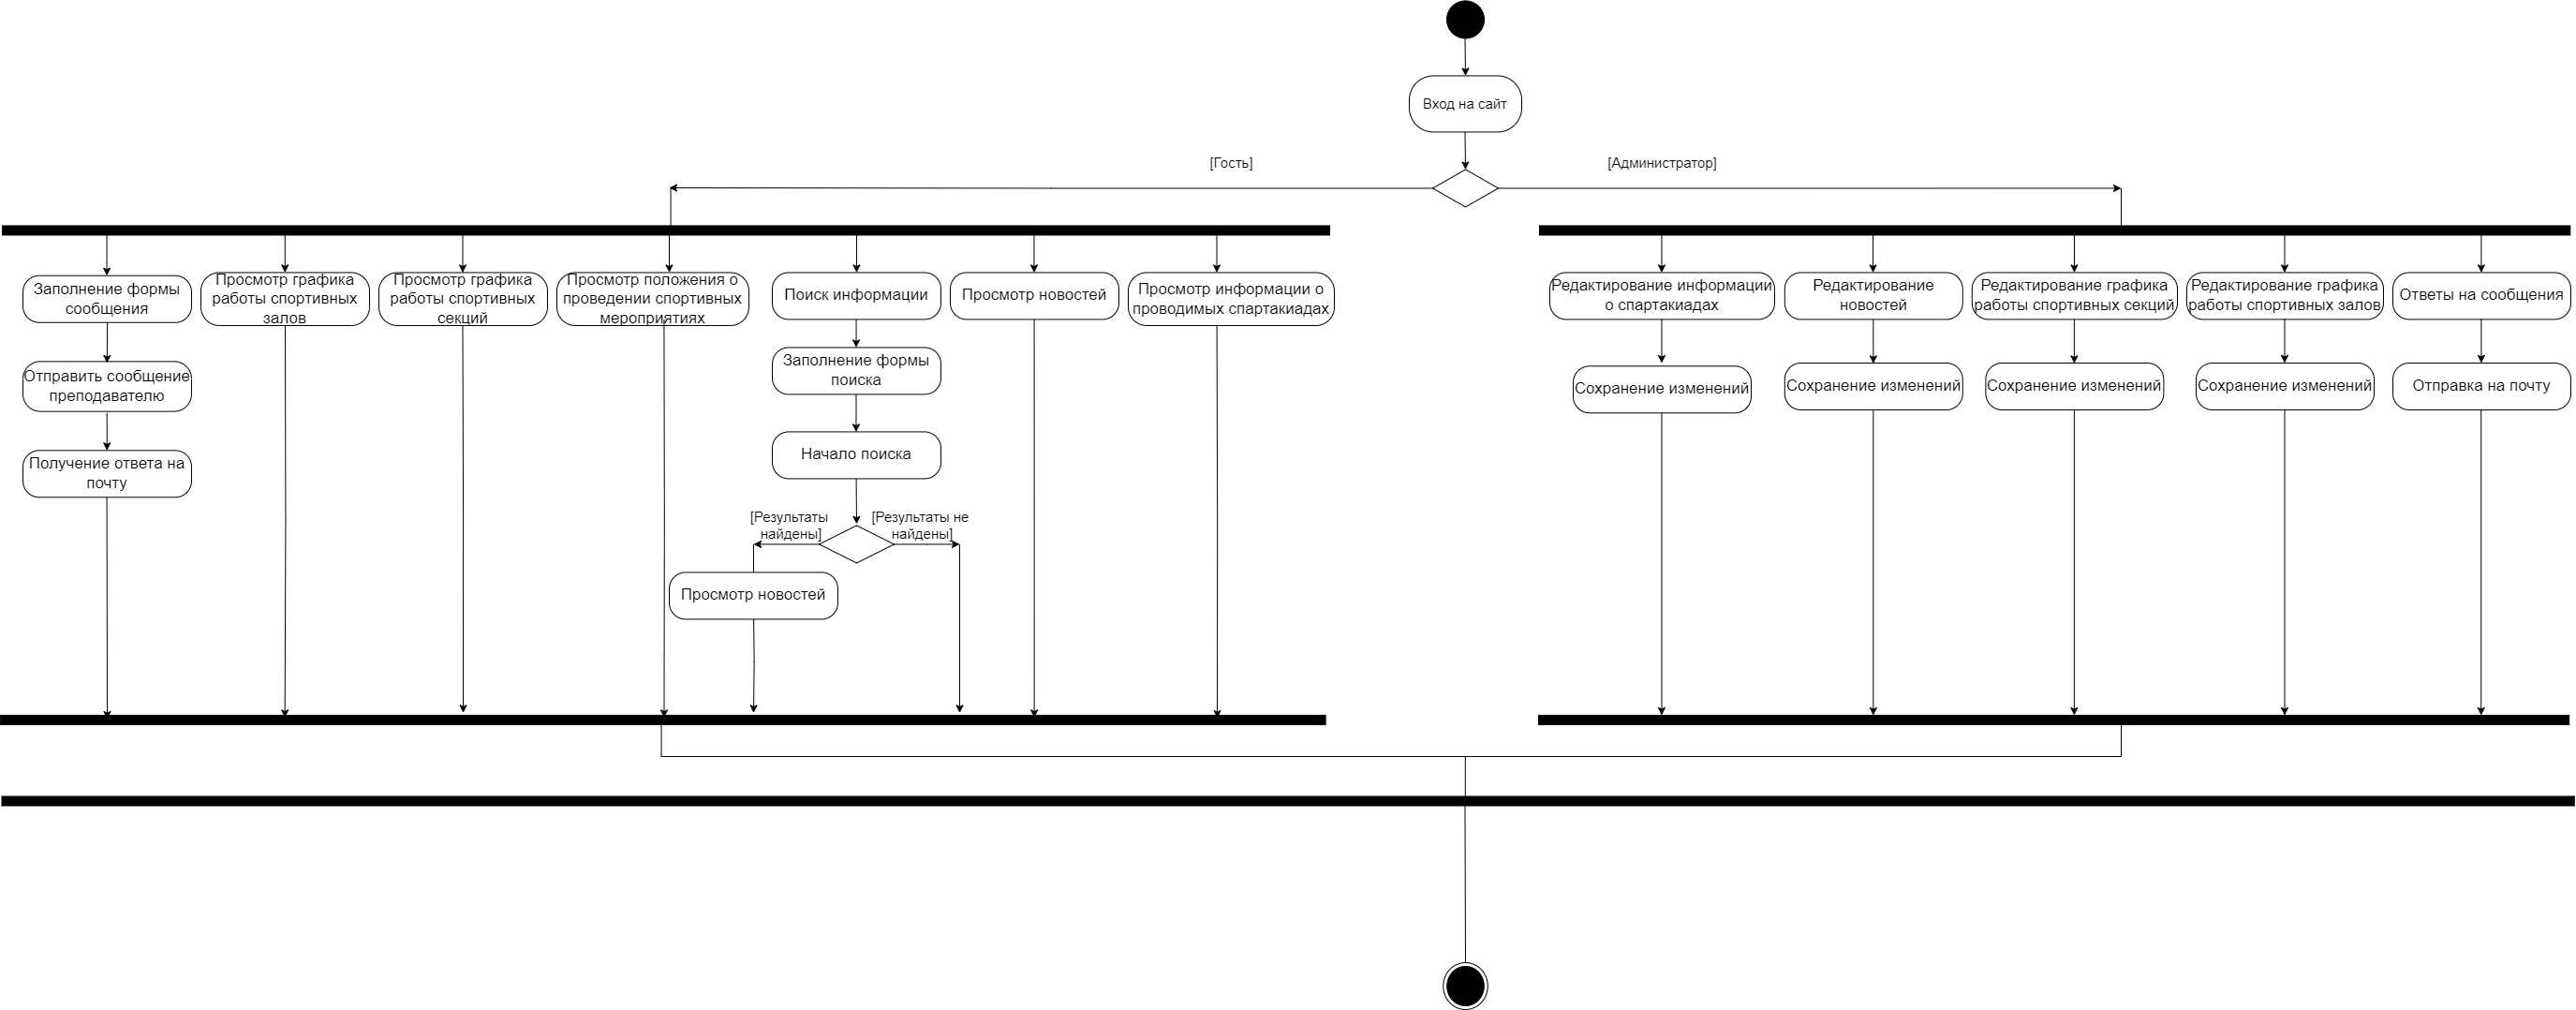 Вход на сайт
[Гость]
[Администратор]
Заполнение формы
сообщения
Просмотр графика
работы спортивных
залов
Просмотр графика
работы спортивных
секций
Просмотр положения о
проведении спортивных
мероприятиях
Поиск информации
Просмотр новостей
Просмотр информации о
проводимых спартакиадах
Редактирование информации
о спартакиадах
Редактирование
новостей
Редактирование графика
работы спортивных секций
Редактирование графика
работы спортивных залов
Ответы на сообщения
Отправить сообщение
преподавателю
Заполнение формы
поиска
Сохранение изменений
Сохранение изменений
Сохранение изменений
Сохранение изменений
Отправка на почту
Получение ответа на
почту
Начало поиска
[Результаты
найдены]
[Результаты не
найдены]
Просмотр новостей